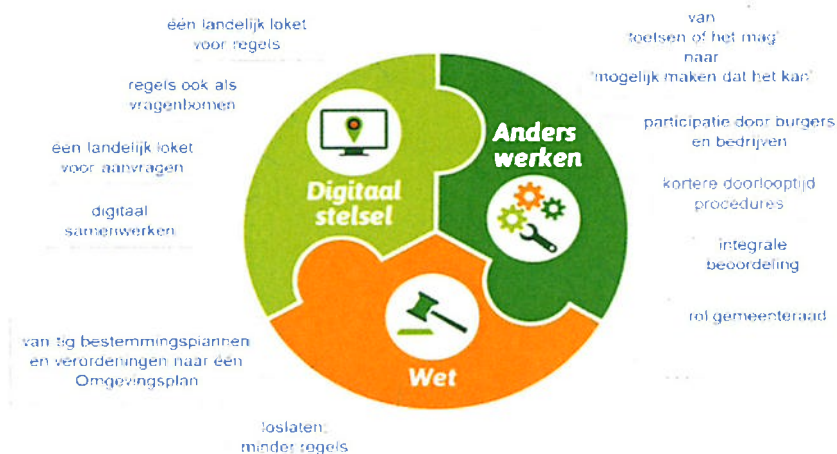 één landelijk loket
voor regels
regels ook als
vragenbomen
één landelijk loket
voor aanvragen
digitaal
samenwerken
van tig bestemmingsplannen
en verordeningen naar één
Omgevingsplan
loslaten:
minder regels
Digitaal
stelsel
Anders
werken
Wet
van
'toetsen of het mag'
naar
'mogelijk maken dat het kan'
participatie door burgers
en bedrijven
kortere doorlooptijd
procedures
integrale
beoordeling
rol gemeenteraad
...